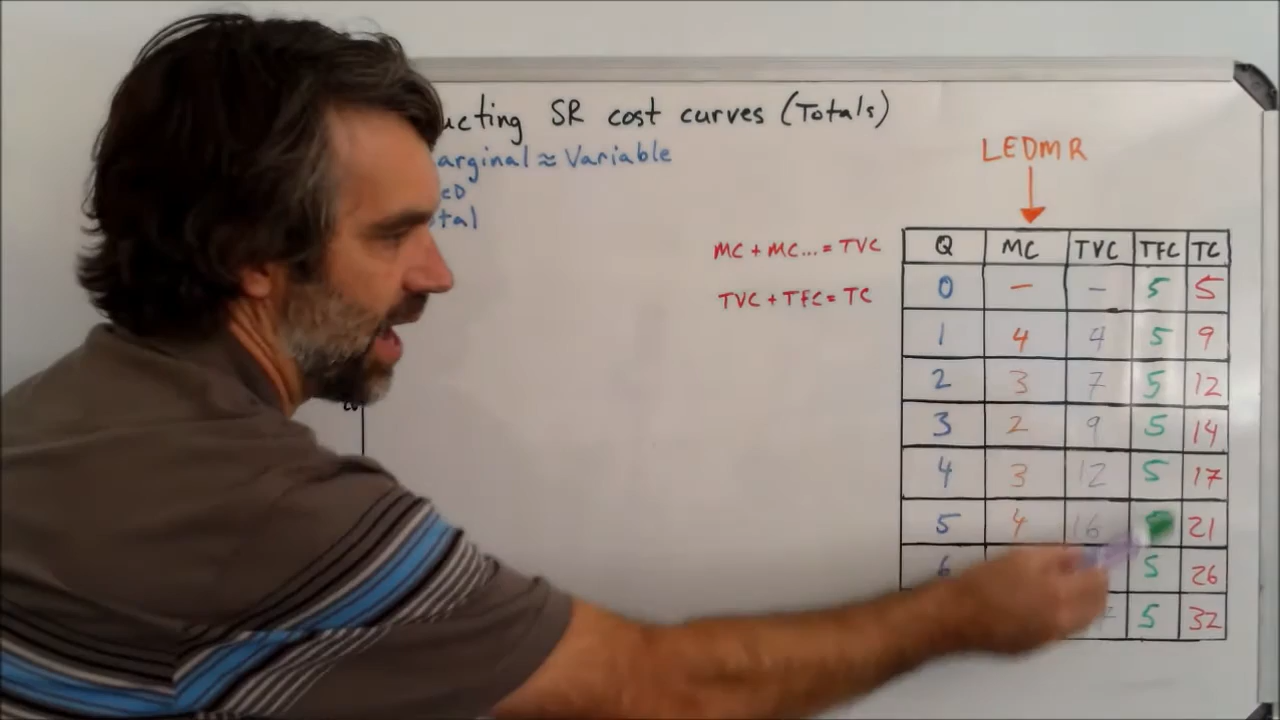 ucting SR cost curves (Totals)
arginal ≈ Variable
ed
tal
LEDMR
MC + MC... = TVC
TVC + TFC = TC
Q MC TVC TFC TC
0 – – 5 5
1 4 4 5 9
2 3 7 5 12
3 2 9 5 14
4 3 12 5 17
5 4 16 21
6 5 26
5 32